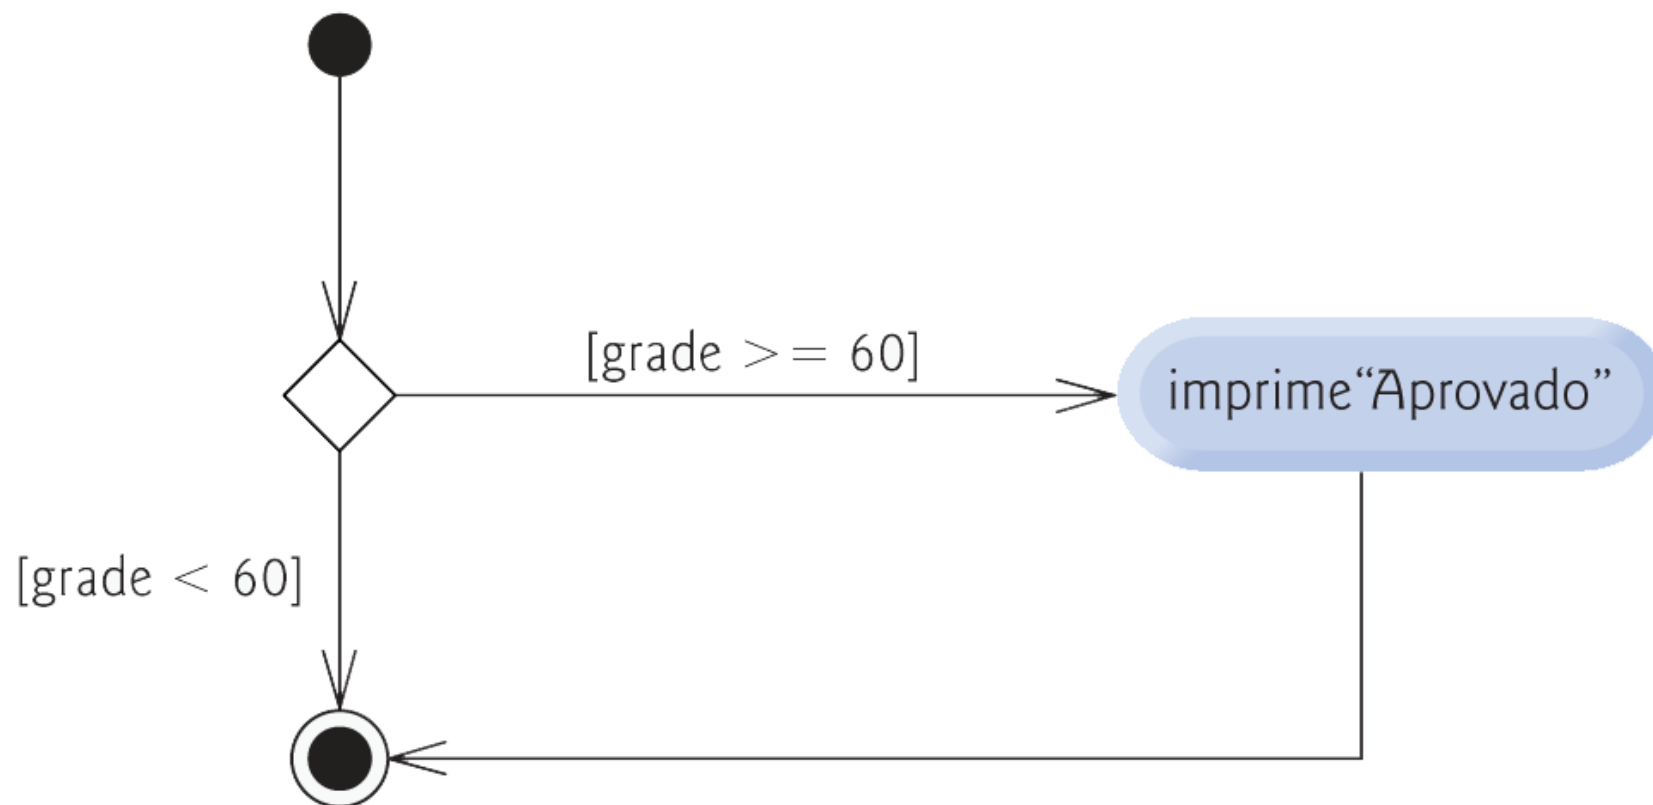 [grade >= 60]
imprime“Aprovado”
[grade < 60]